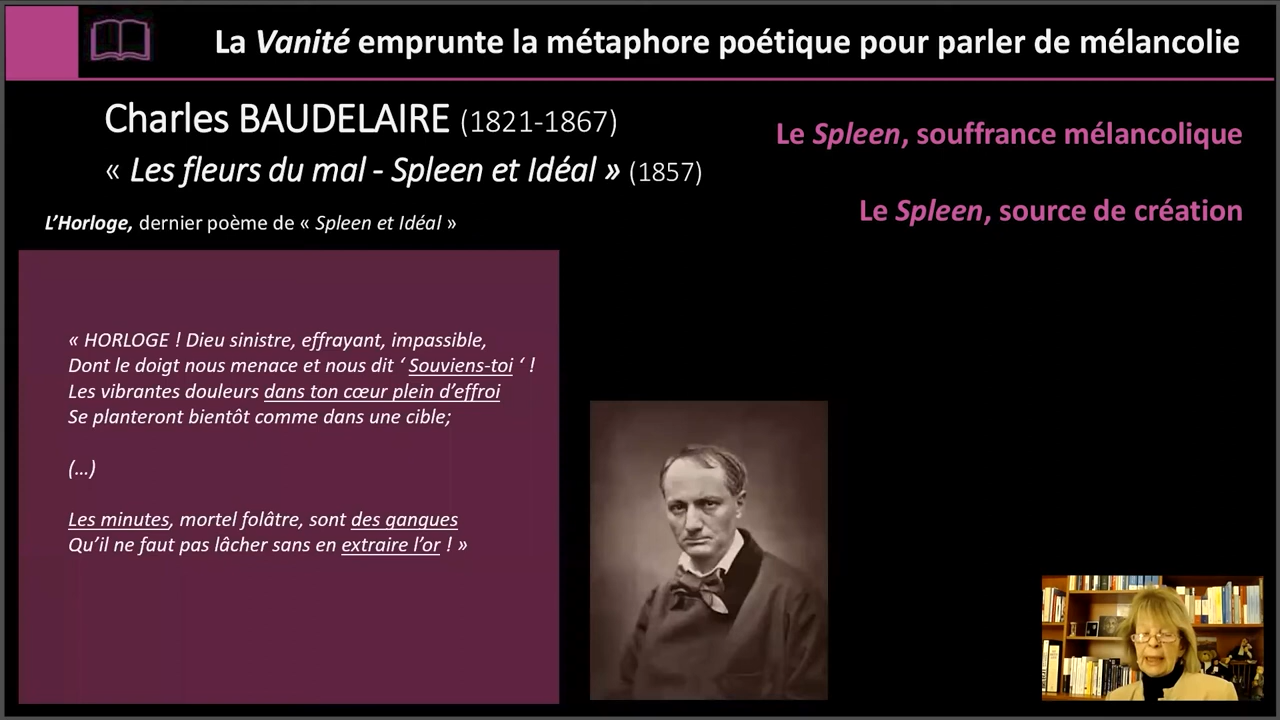 La Vanité emprunte la métaphore poétique pour parler de mélancolie
Charles BAUDELAIRE (1821-1867)
« Les fleurs du mal - Spleen et Idéal » (1857)
L’Horloge, dernier poème de « Spleen et Idéal »
Le Spleen, souffrance mélancolique
Le Spleen, source de création
« HORLOGE ! Dieu sinistre, effrayant, impassible,
Dont le doigt nous menace et nous dit ‘ Souviens-toi ‘ !
Les vibrantes douleurs dans ton cœur plein d’effroi
Se planteront bientôt comme dans une cible;
(…)
Les minutes, mortel folâtre, sont des gangues
Qu’il ne faut pas lâcher sans en extraire l’or ! »